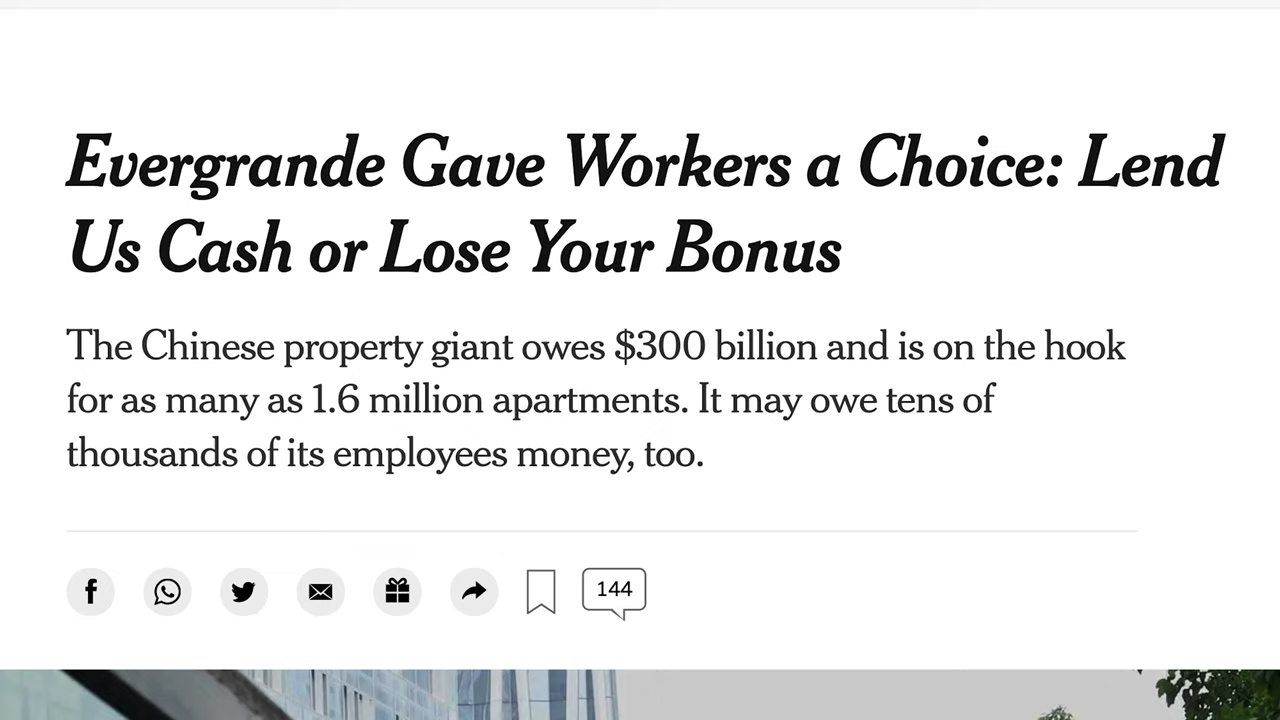 Evergrande Gave Workers a Choice: Lend
Us Cash or Lose Your Bonus
The Chinese property giant owes $300 billion and is on the hook
for as many as 1.6 million apartments. It may owe tens of
thousands of its employees money, too.
144